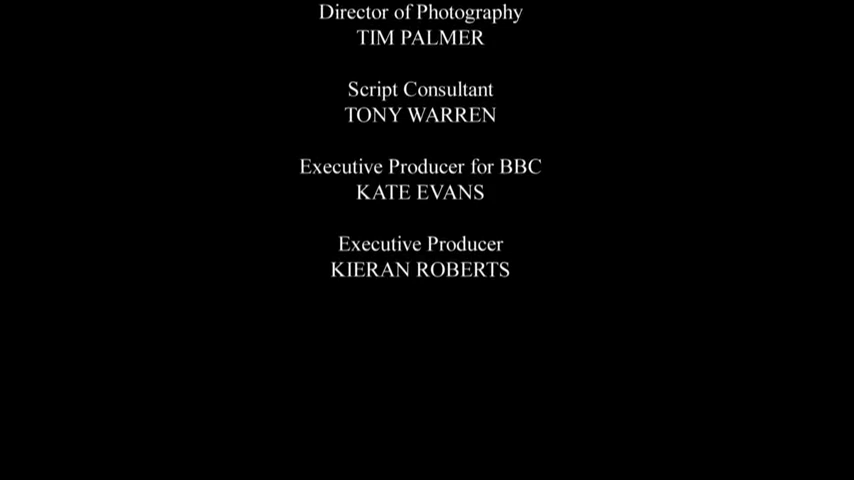 Director of Photography
TIM PALMER
Script Consultant
TONY WARREN
Executive Producer for BBC
KATE EVANS
Executive Producer
KIERAN ROBERTS